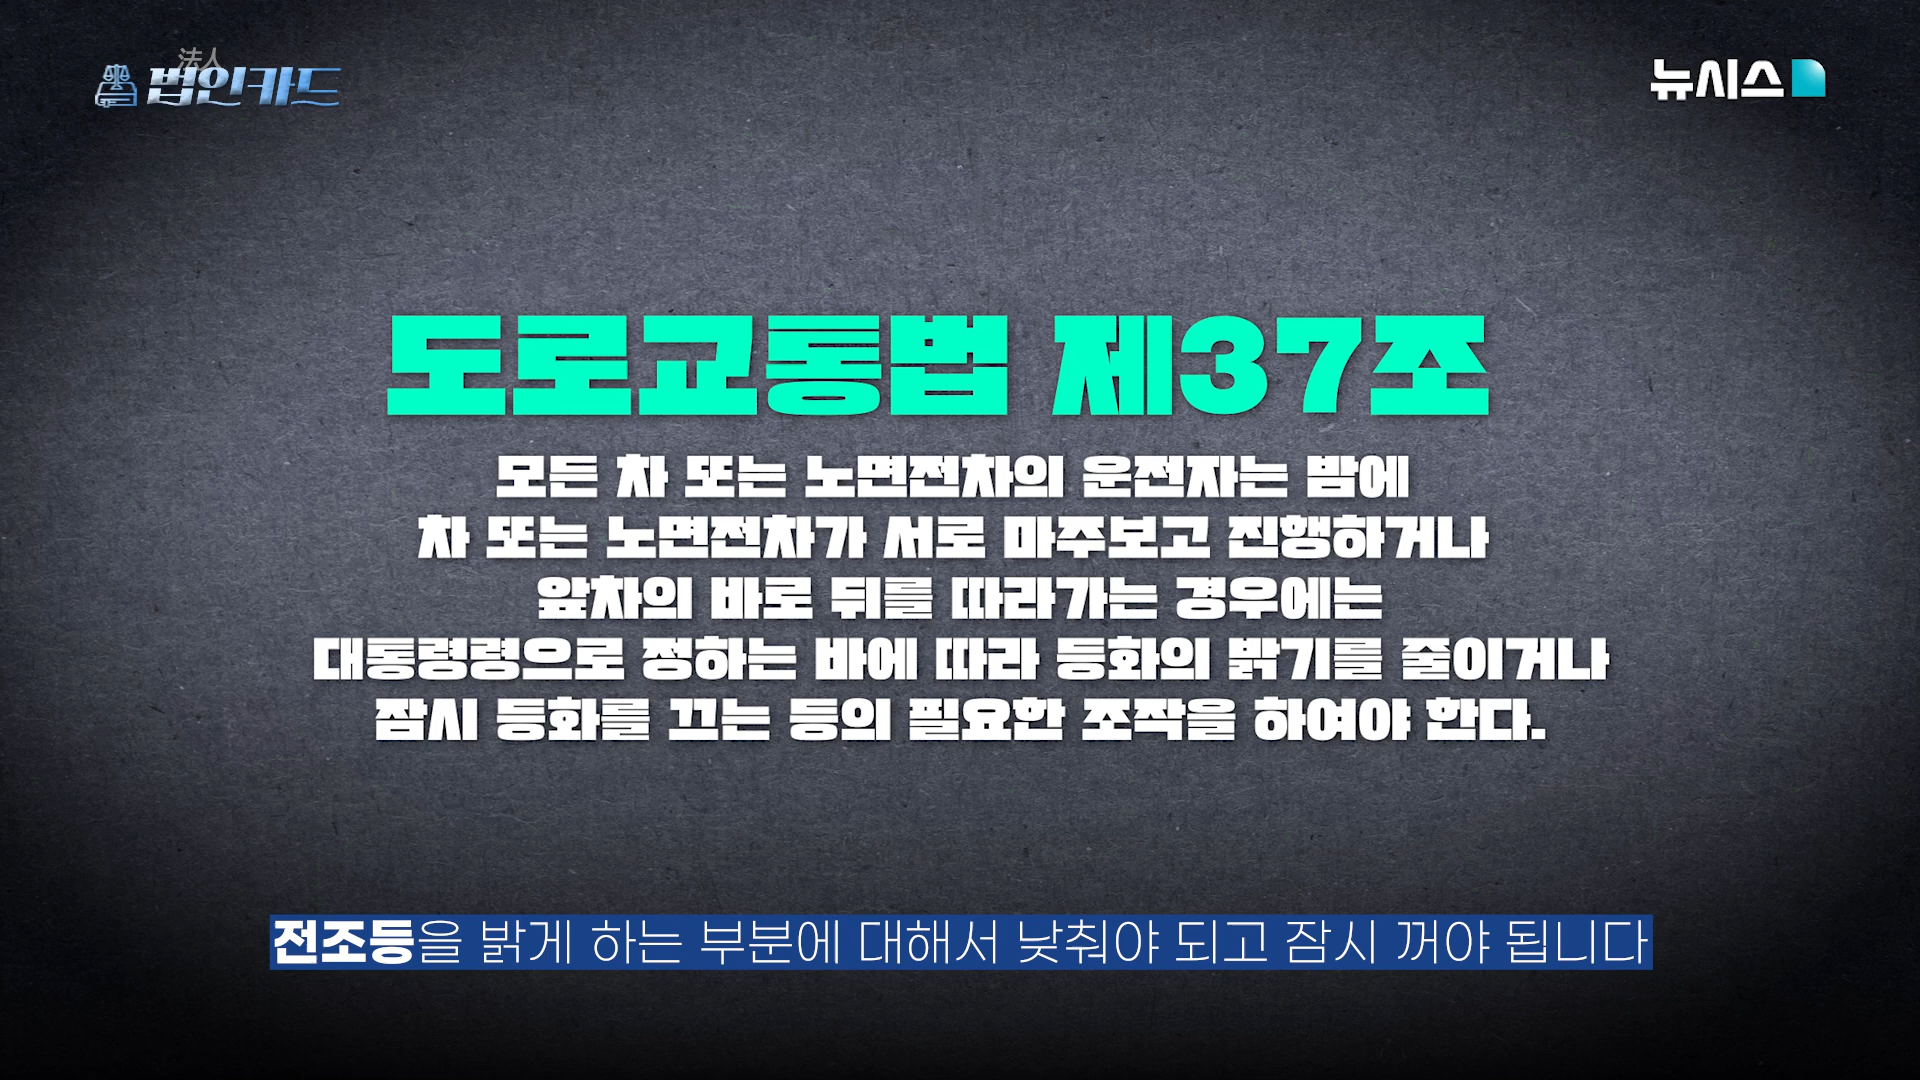 法人
법인카드
뉴시스
도로교통법 제37조
모든 차 또는 노면전차의 운전자는 밤에
차 또는 노면전차가 서로 마주보고 진행하거나
앞차의 바로 뒤를 따라가는 경우에는
대통령령으로 정하는 바에 따라 등화의 밝기를 줄이거나
잠시 등화를 끄는 등의 필요한 조작을 하여야 한다.
전조등을 밝게 하는 부분에 대해서 낮춰야 되고 잠시 꺼야 됩니다